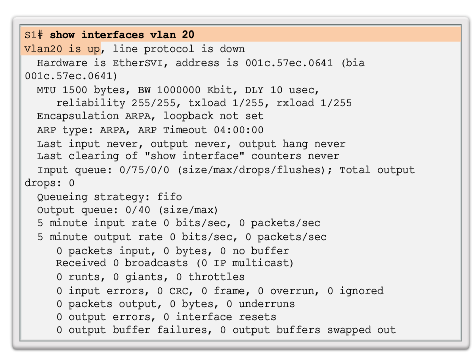 S1# show interfaces vlan 20
Vlan20 is up, line protocol is down
Hardware is EtherSVI, address is 001c.57ec.0641 (bia
001c.57ec.0641)
MTU 1500 bytes, BW 1000000 Kbit, DLY 10 usec,
reliability 255/255, txload 1/255, rxload 1/255
Encapsulation ARPA, loopback not set
ARP type: ARPA, ARP Timeout 04:00:00
Last input never, output never, output hang never
Last clearing of "show interface" counters never
Input queue: 0/75/0/0 (size/max/drops/flushes); Total output
drops: 0
Queueing strategy: fifo
Output queue: 0/40 (size/max)
5 minute input rate 0 bits/sec, 0 packets/sec
5 minute output rate 0 bits/sec, 0 packets/sec
0 packets input, 0 bytes, 0 no buffer
Received 0 broadcasts (0 IP multicast)
0 runts, 0 giants, 0 throttles
0 input errors, 0 CRC, 0 frame, 0 overrun, 0 ignored
0 packets output, 0 bytes, 0 underruns
0 output errors, 0 interface resets
0 output buffer failures, 0 output buffers swapped out